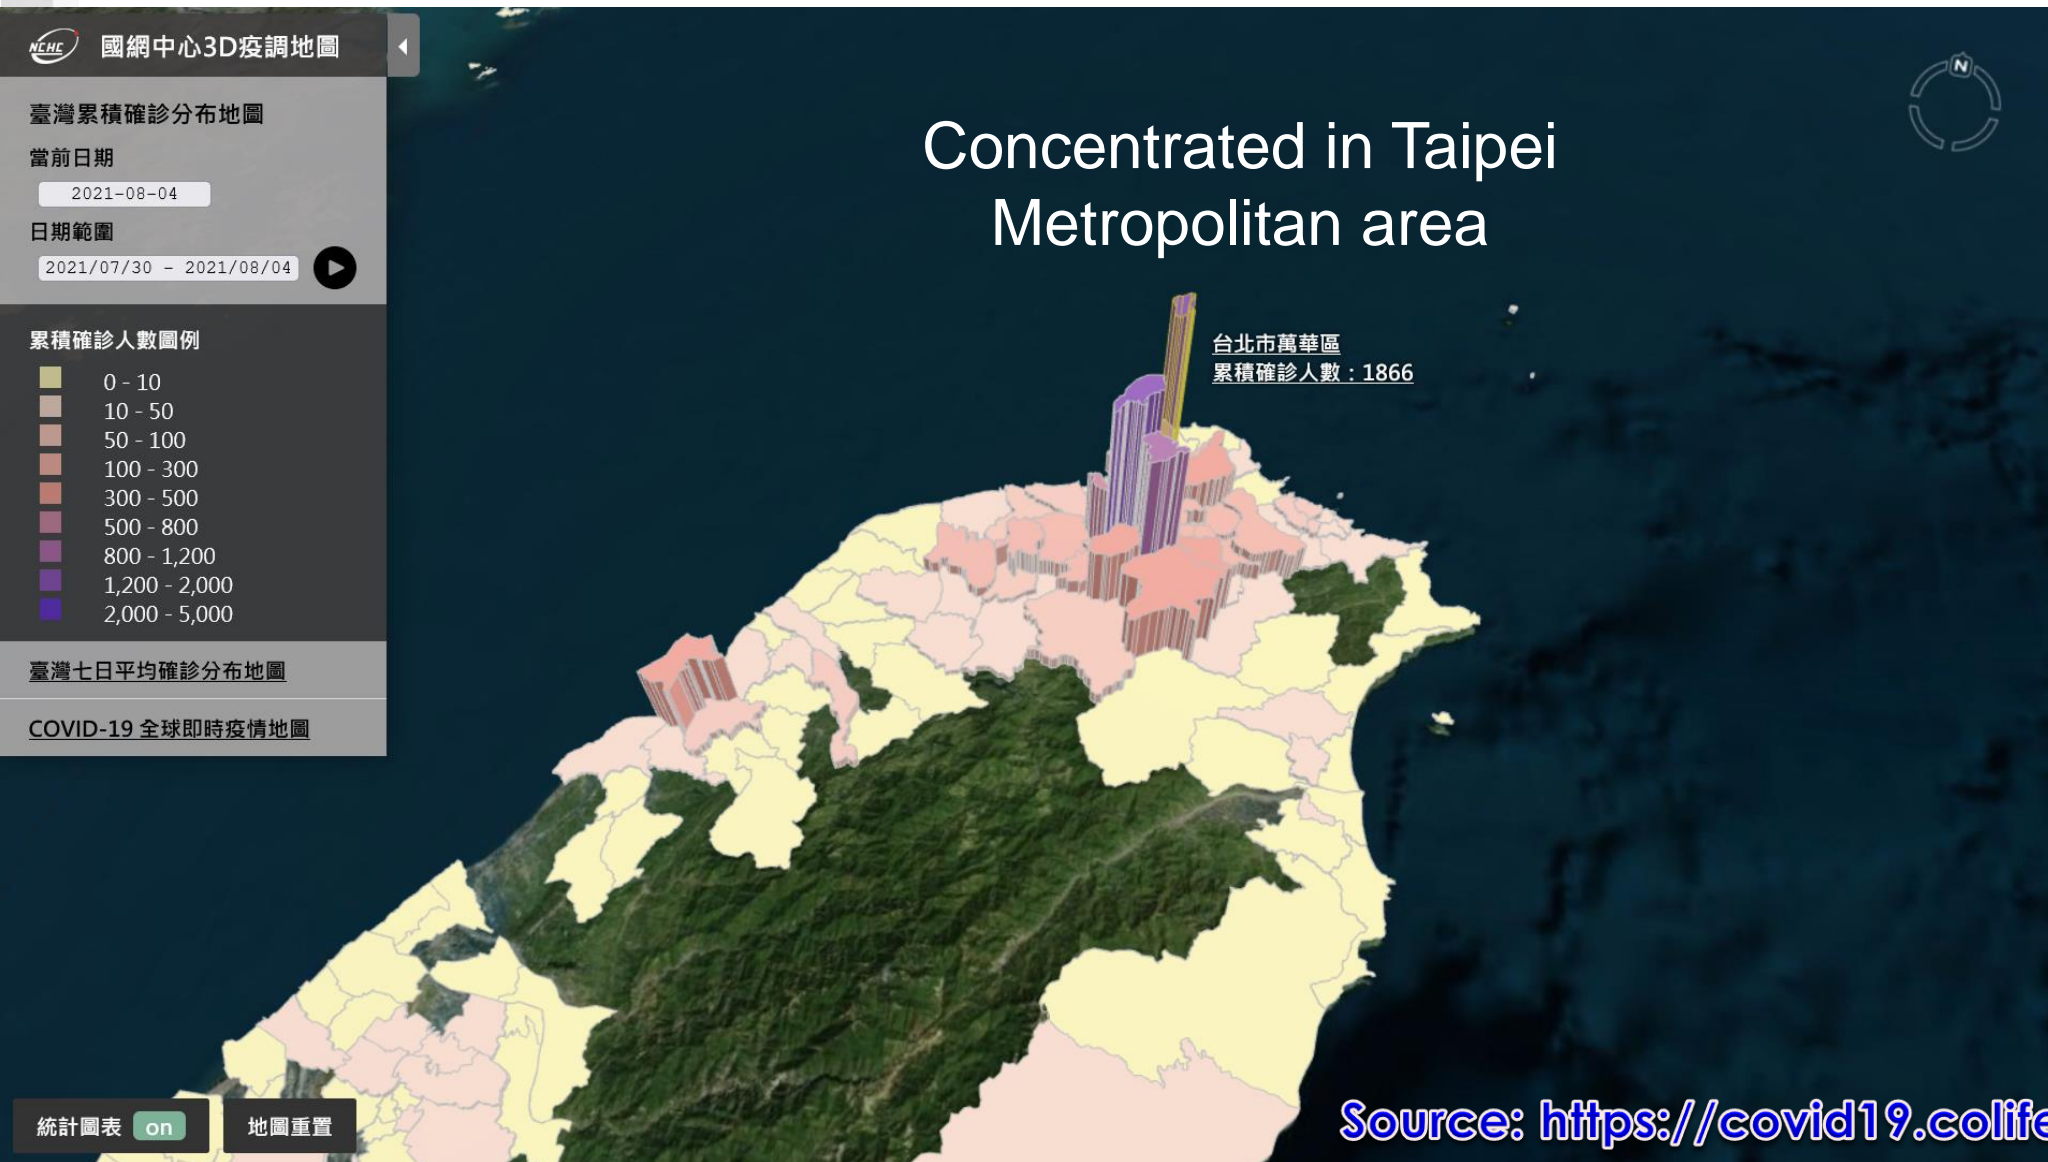 NCHC 國網中心3D疫調地圖
臺灣累積確診分布地圖
當前日期
2021-08-04
日期範圍
2021/07/30 - 2021/08/04
累積確診人數圖例
0 - 10
10 - 50
50 - 100
100 - 300
300 - 500
500 - 800
800 - 1,200
1,200 - 2,000
2,000 - 5,000
臺灣七日平均確診分布地圖
COVID-19 全球即時疫情地圖
統計圖表 on
地圖重置
Concentrated in Taipei
Metropolitan area
N
台北市萬華區
累積確診人數：1866
Source: https://covid19.colife